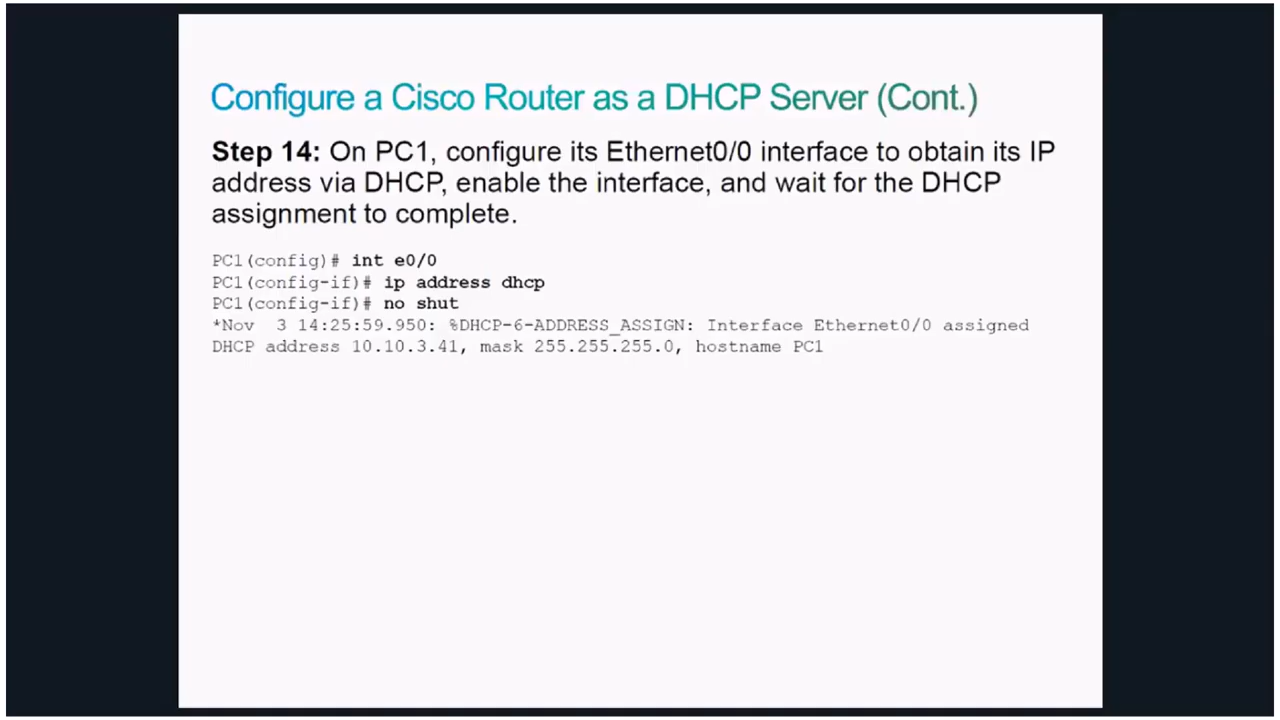 Configure a Cisco Router as a DHCP Server (Cont.)
Step 14: On PC1, configure its Ethernet0/0 interface to obtain its IP
address via DHCP, enable the interface, and wait for the DHCP
assignment to complete.
PC1(config)# int e0/0
PC1(config-if)# ip address dhcp
PC1(config-if)# no shut
*Nov  3 14:25:59.950: %DHCP-6-ADDRESS_ASSIGN: Interface Ethernet0/0 assigned
DHCP address 10.10.3.41, mask 255.255.255.0, hostname PC1